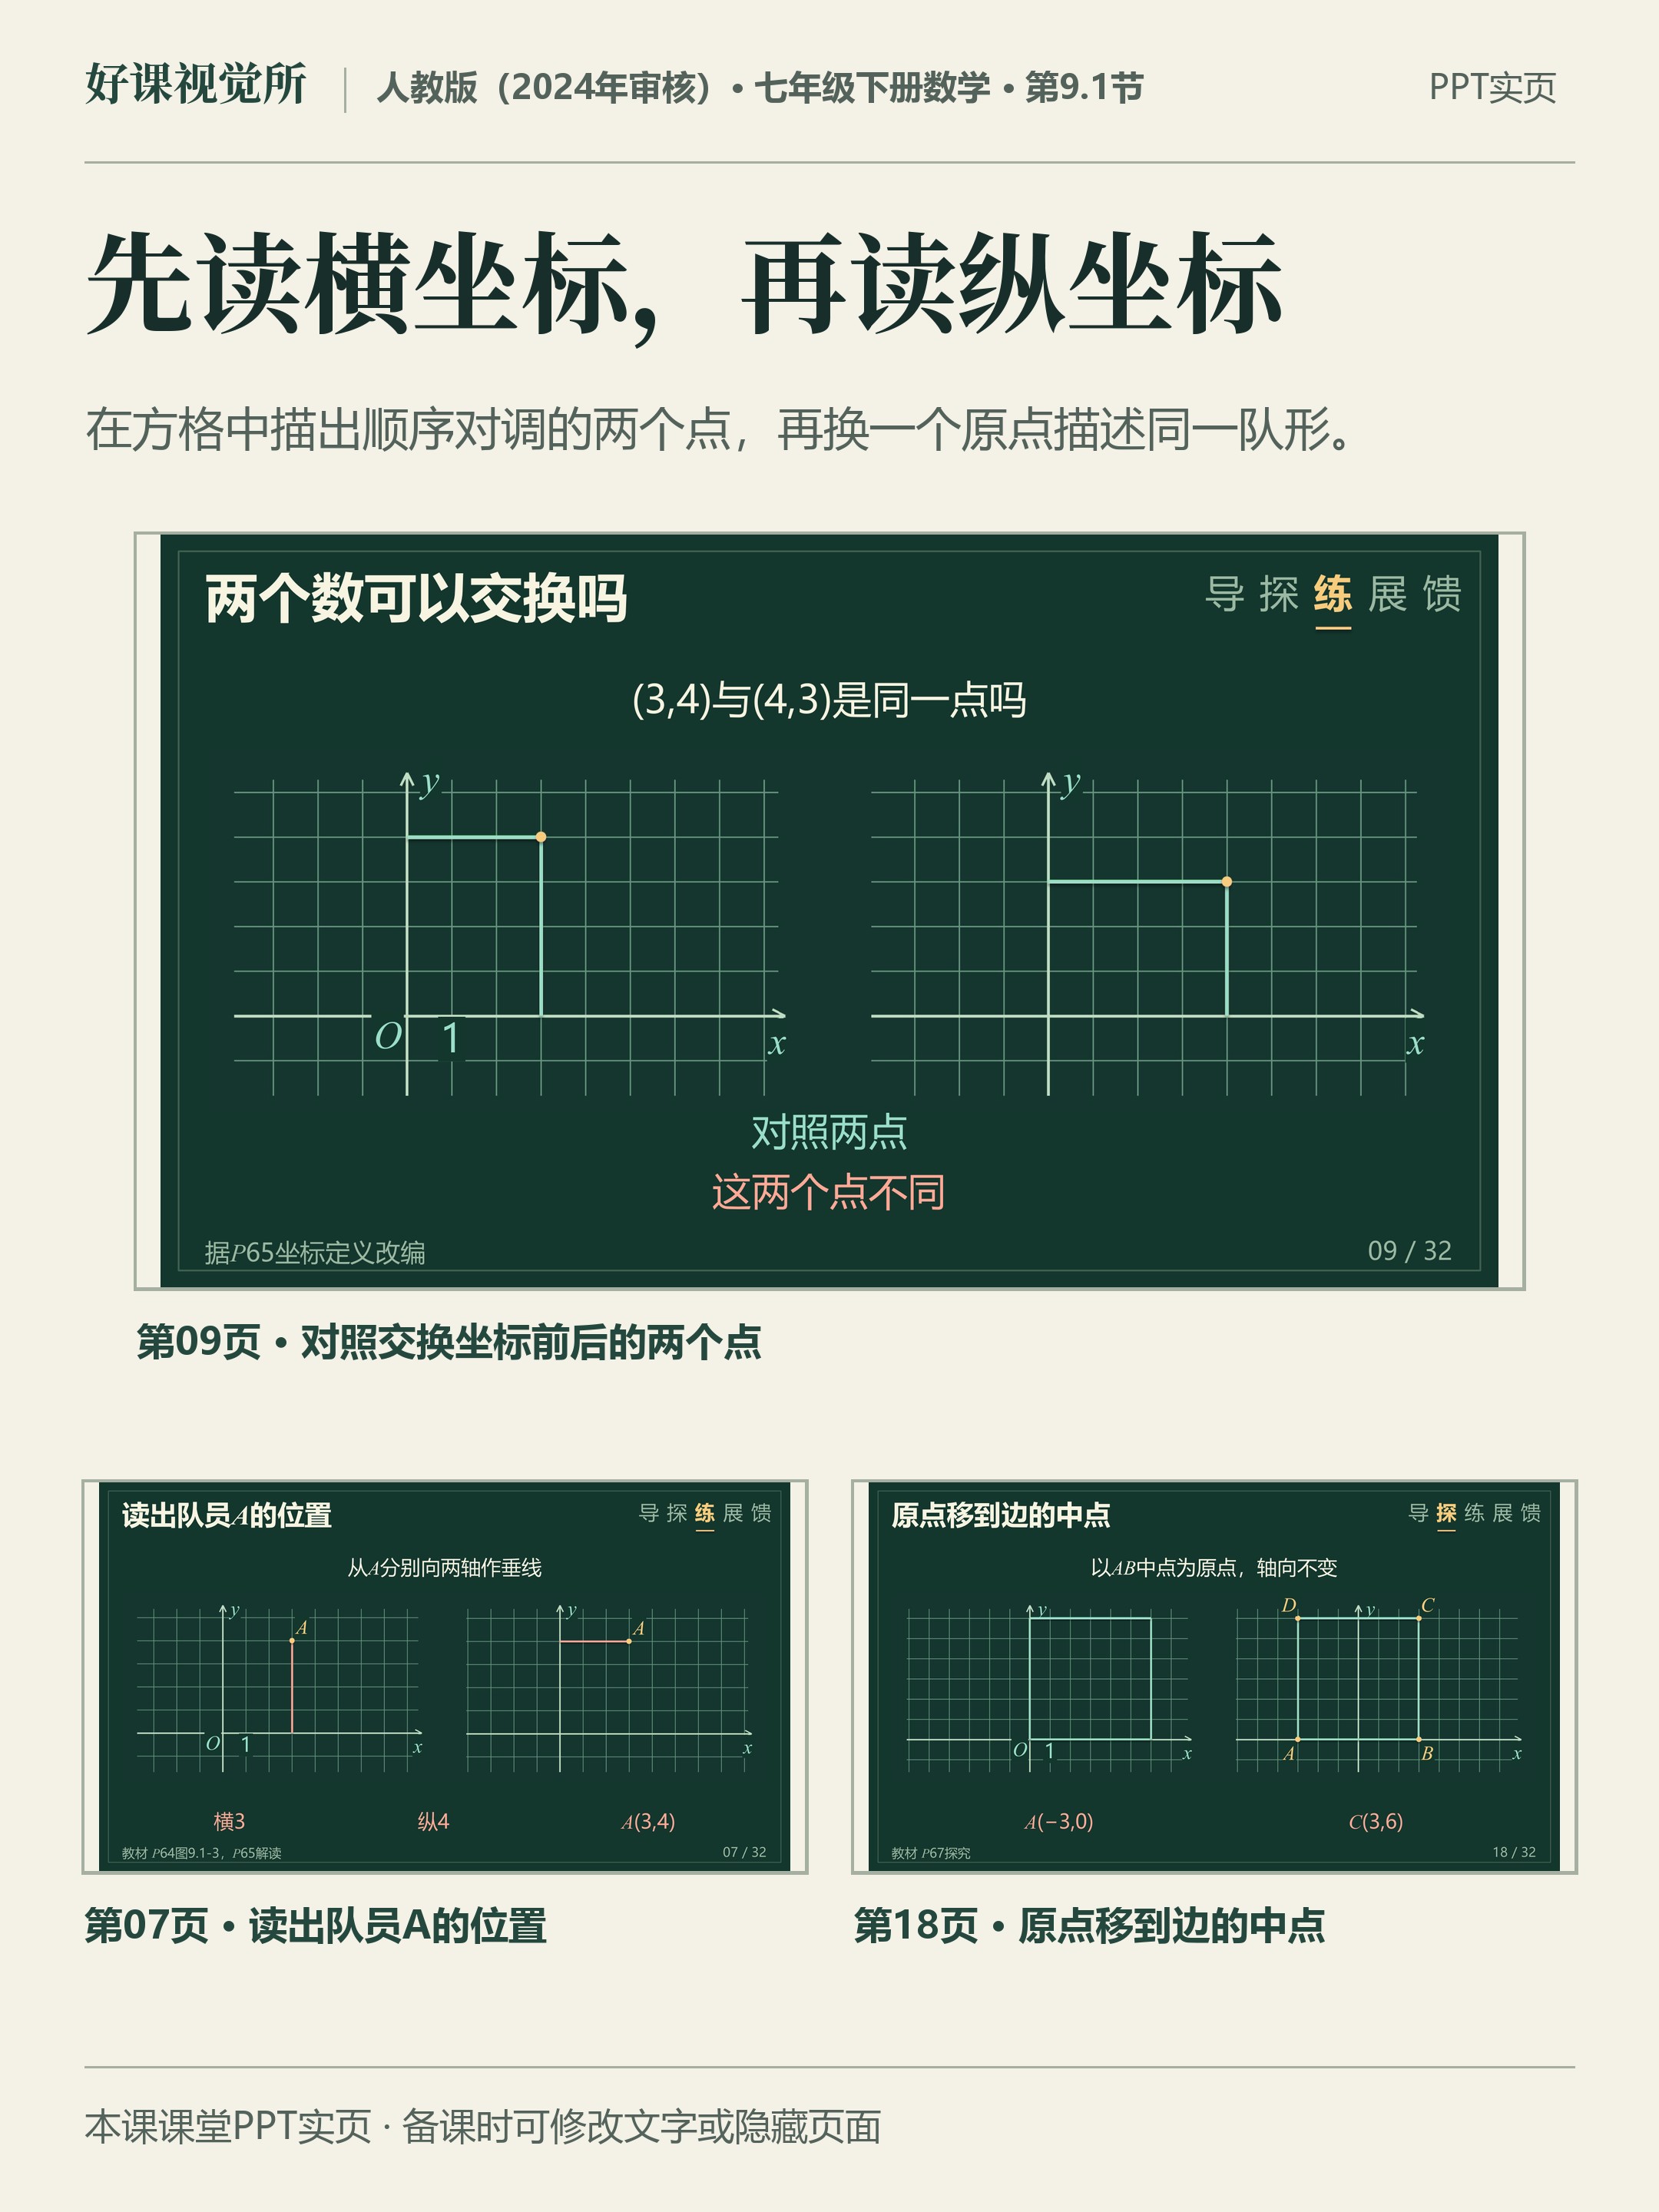 好课视觉所 人教版（2024年审核）• 七年级下册数学 • 第9.1节 PPT实页
先读横坐标，再读纵坐标
在方格中描出顺序对调的两个点，再换一个原点描述同一队形。
两个数可以交换吗 导 探 练 展 馈
(3,4)与(4,3)是同一点吗
y y
O 1 x x
对照两点
这两个点不同
据P65坐标定义改编 09 / 32
第09页 • 对照交换坐标前后的两个点
读出队员A的位置 导 探 练 展 馈
从A分别向两轴作垂线
y A y A
O 1 x x
横3 纵4 A(3,4)
教材 P64图9.1-3，P65解读 07 / 32
第07页 • 读出队员A的位置
原点移到边的中点 导 探 练 展 馈
以AB中点为原点，轴向不变
y D y C
O 1 x A B x
A(−3,0) C(3,6)
教材 P67探究 18 / 32
第18页 • 原点移到边的中点
本课课堂PPT实页 · 备课时可修改文字或隐藏页面